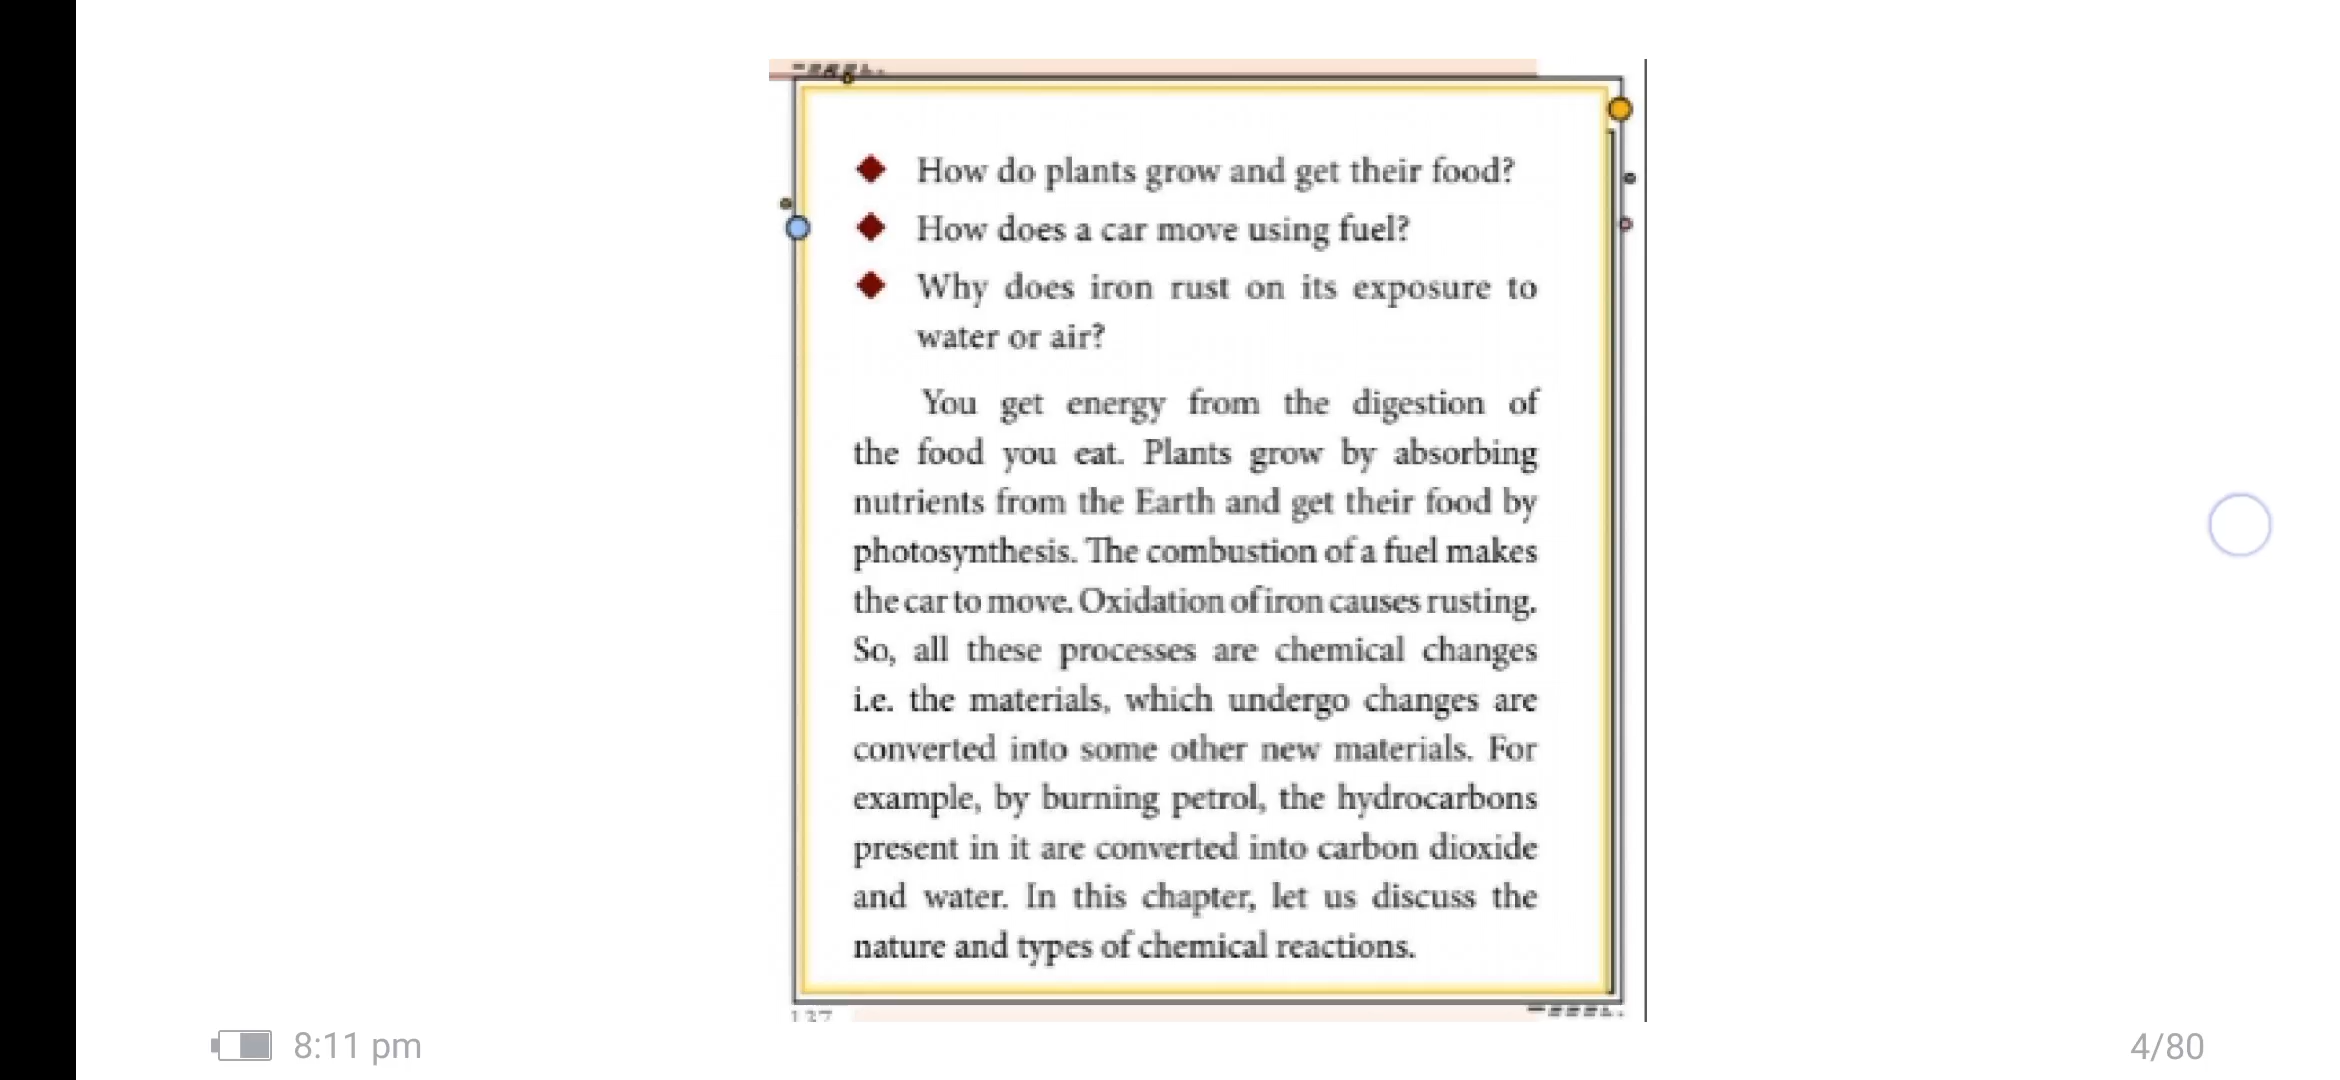 How do plants grow and get their food?
How does a car move using fuel?
Why does iron rust on its exposure to
water or air?
You get energy from the digestion of
the food you eat. Plants grow by absorbing
nutrients from the Earth and get their food by
photosynthesis. The combustion of a fuel makes
the car to move. Oxidation of iron causes rusting.
So, all these processes are chemical changes
i.e. the materials, which undergo changes are
converted into some other new materials. For
example, by burning petrol, the hydrocarbons
present in it are converted into carbon dioxide
and water. In this chapter, let us discuss the
nature and types of chemical reactions.
8:11 pm
4/80